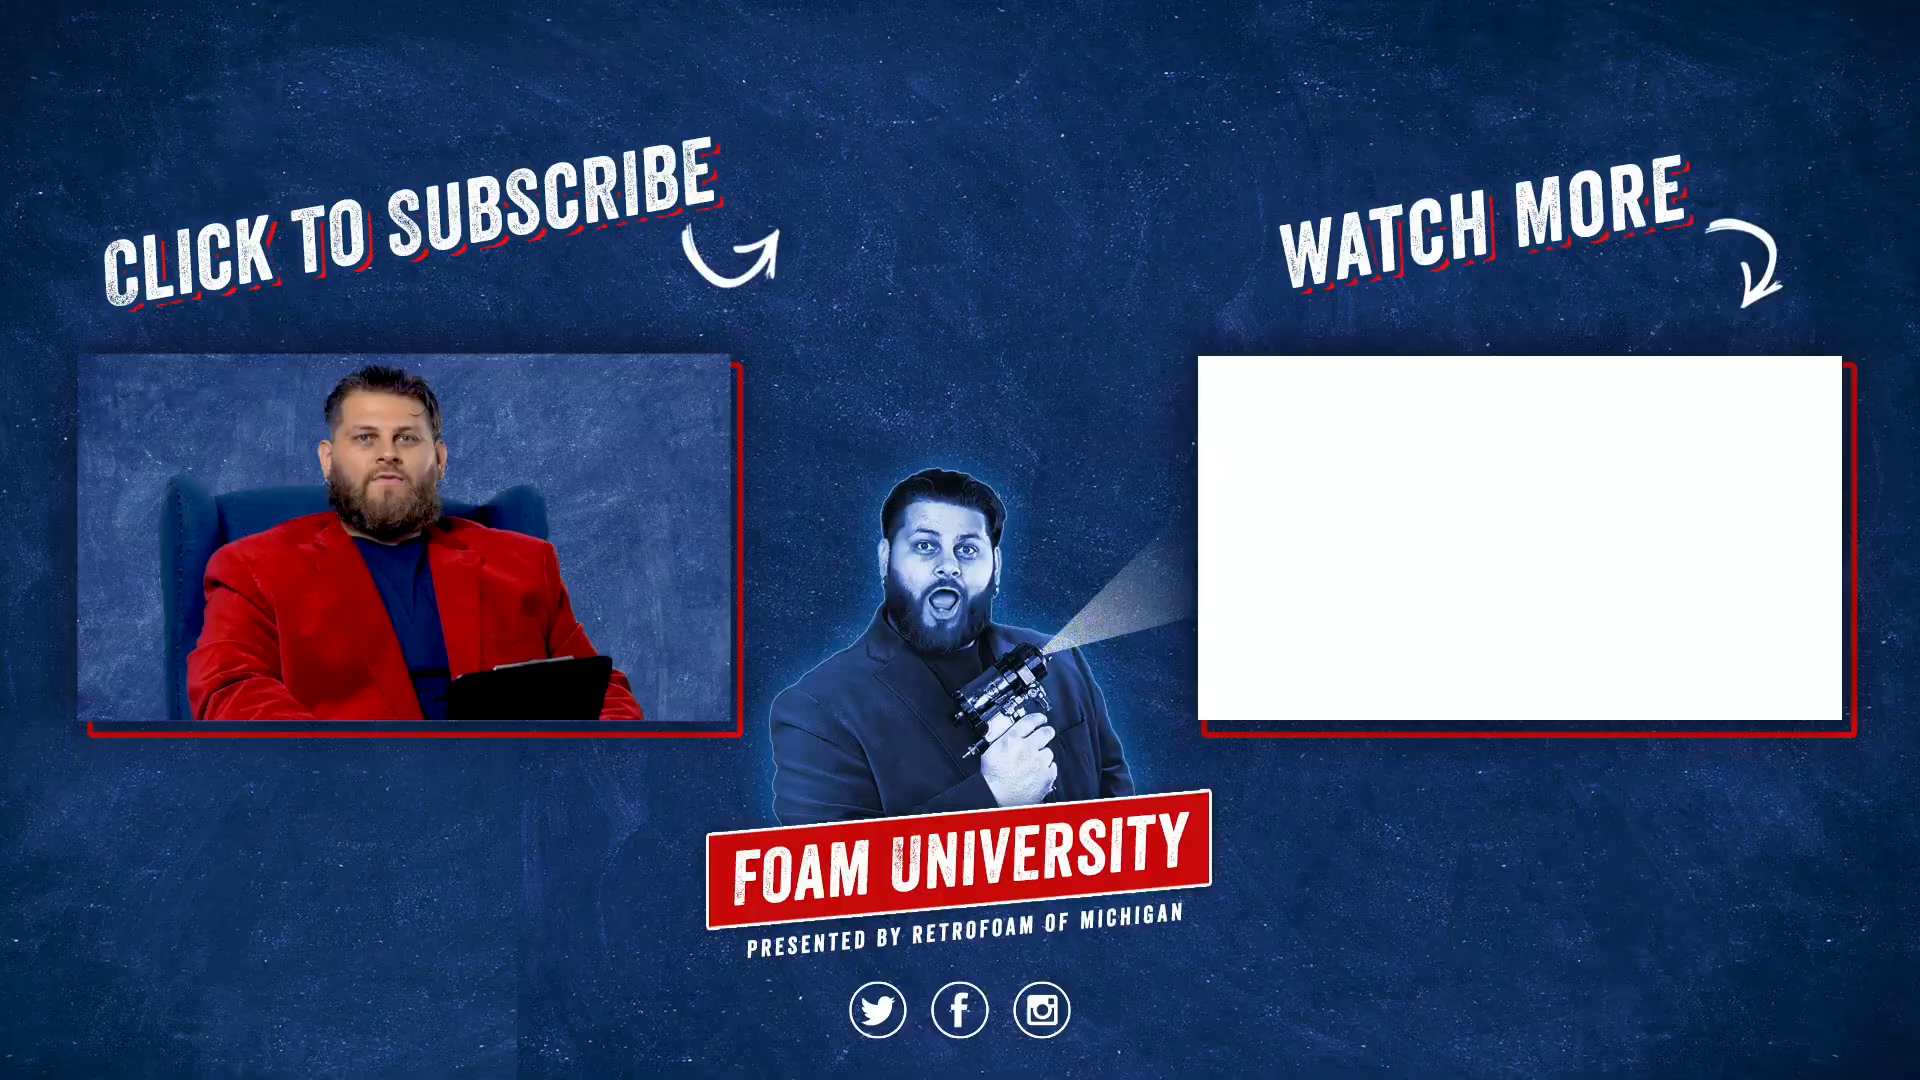 CLICK TO SUBSCRIBE
WATCH MORE
FOAM UNIVERSITY
PRESENTED BY RETROFOAM OF MICHIGAN